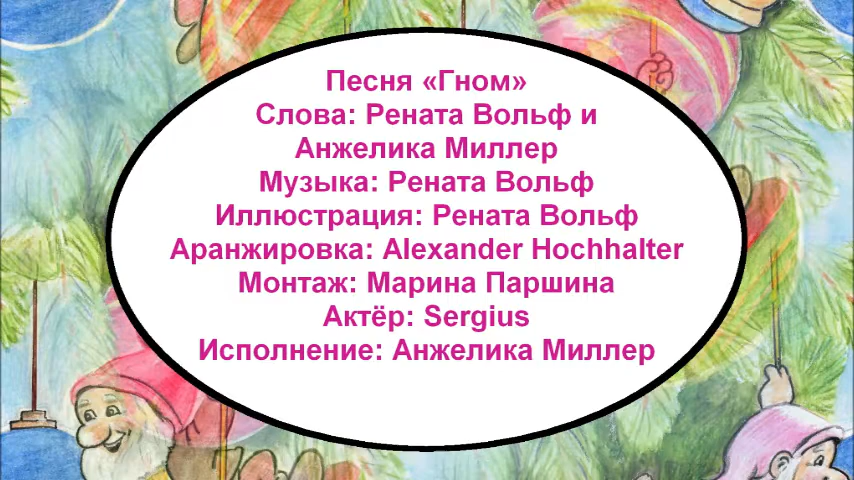 Песня «Гном»
Слова: Рената Вольф и
Анжелика Миллер
Музыка: Рената Вольф
Иллюстрация: Рената Вольф
Аранжировка: Alexander Hochhalter
Монтаж: Марина Паршина
Актёр: Sergius
Исполнение: Анжелика Миллер